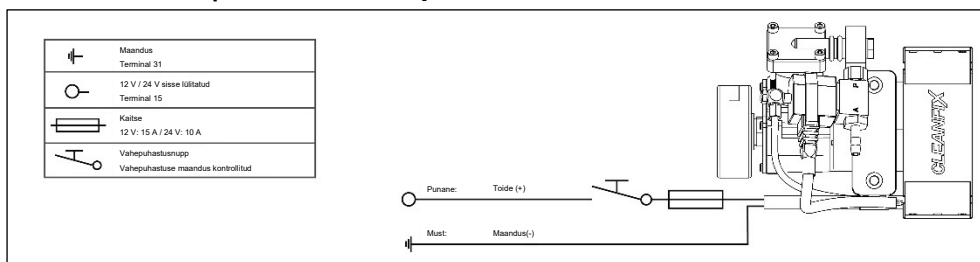 Maandus
Terminal 31
12 V / 24 V sisse lülitatud
Terminal 15
Kaitse
12 V: 15 A / 24 V: 10 A
Vahepuhastusnupp
Vahepuhastuse maandus kontrollitud
Punane: Toide (+)
Must: Maandus(-)
P
A
CLEANFIX